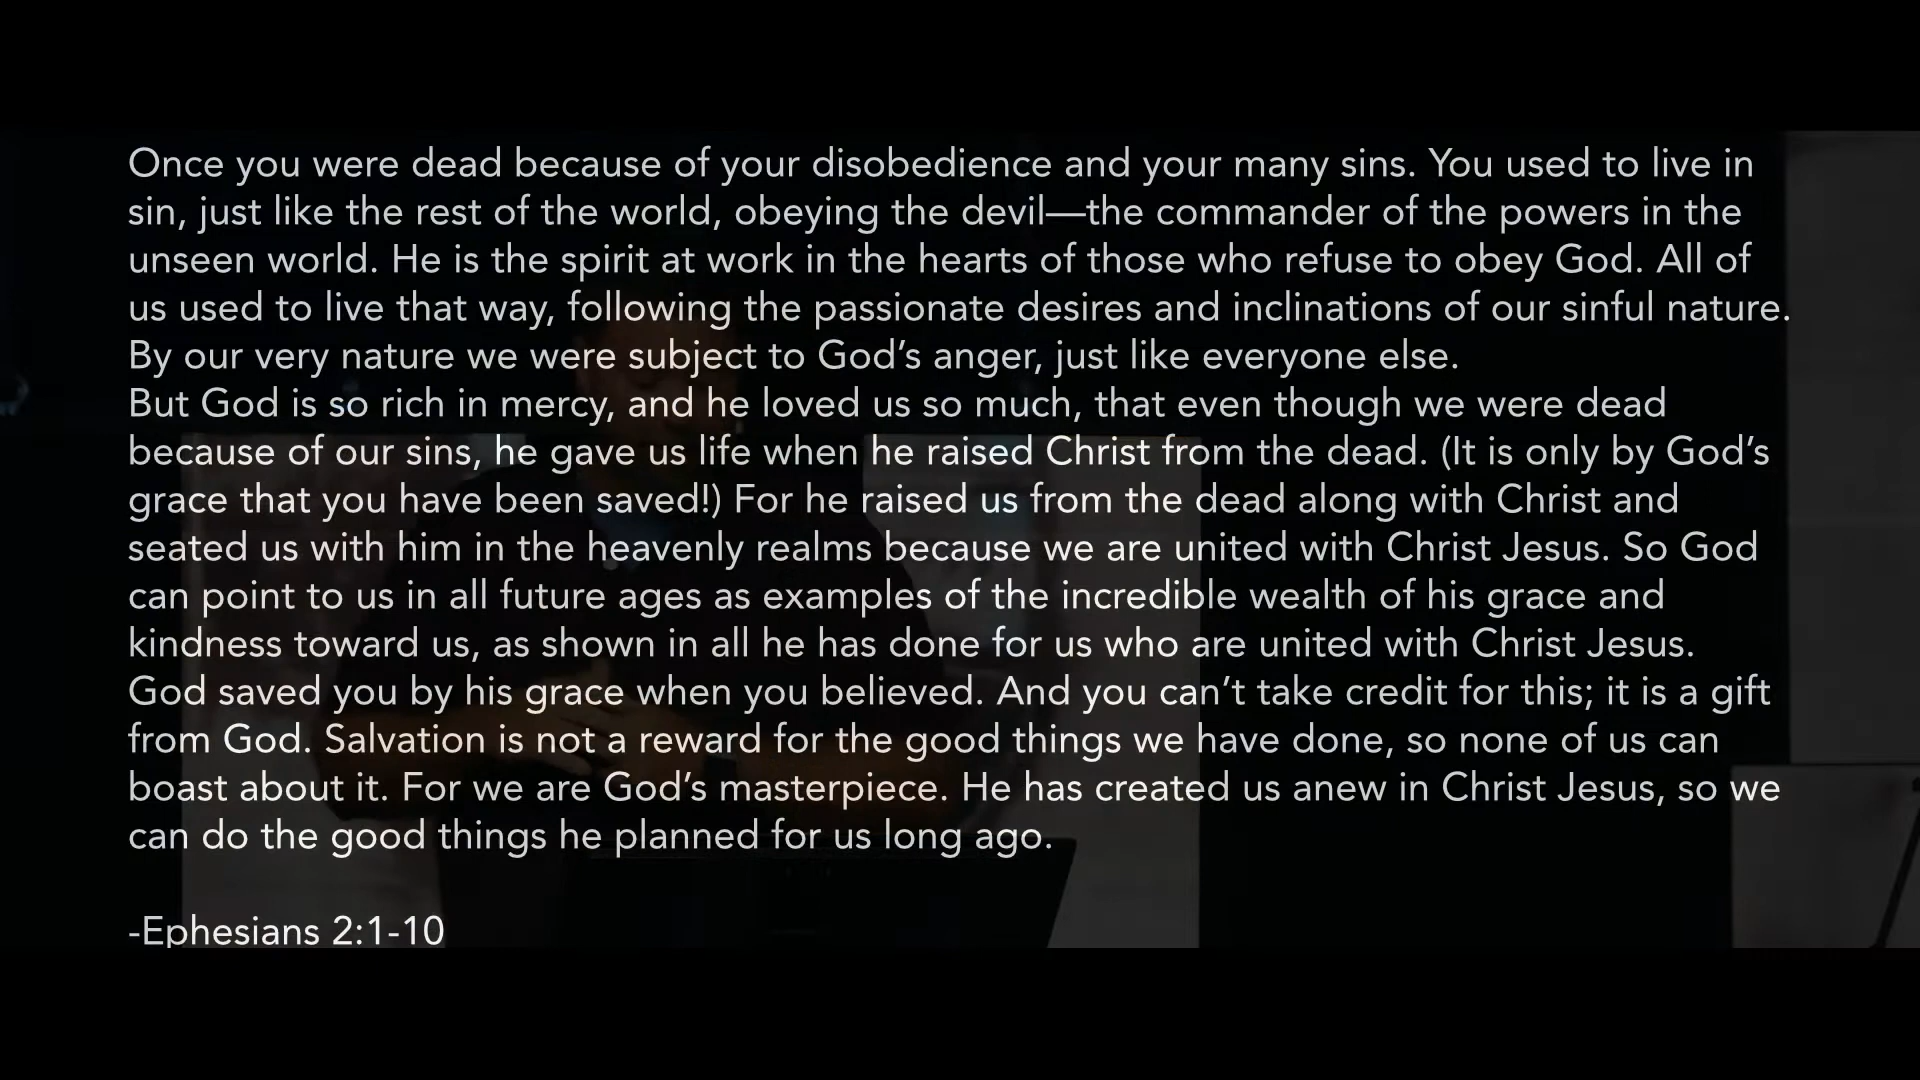 Once you were dead because of your disobedience and your many sins. You used to live in
sin, just like the rest of the world, obeying the devil—the commander of the powers in the
unseen world. He is the spirit at work in the hearts of those who refuse to obey God. All of
us used to live that way, following the passionate desires and inclinations of our sinful nature.
By our very nature we were subject to God’s anger, just like everyone else.
But God is so rich in mercy, and he loved us so much, that even though we were dead
because of our sins, he gave us life when he raised Christ from the dead. (It is only by God’s
grace that you have been saved!) For he raised us from the dead along with Christ and
seated us with him in the heavenly realms because we are united with Christ Jesus. So God
can point to us in all future ages as examples of the incredible wealth of his grace and
kindness toward us, as shown in all he has done for us who are united with Christ Jesus.
God saved you by his grace when you believed. And you can’t take credit for this; it is a gift
from God. Salvation is not a reward for the good things we have done, so none of us can
boast about it. For we are God’s masterpiece. He has created us anew in Christ Jesus, so we
can do the good things he planned for us long ago.
-Ephesians 2:1-10